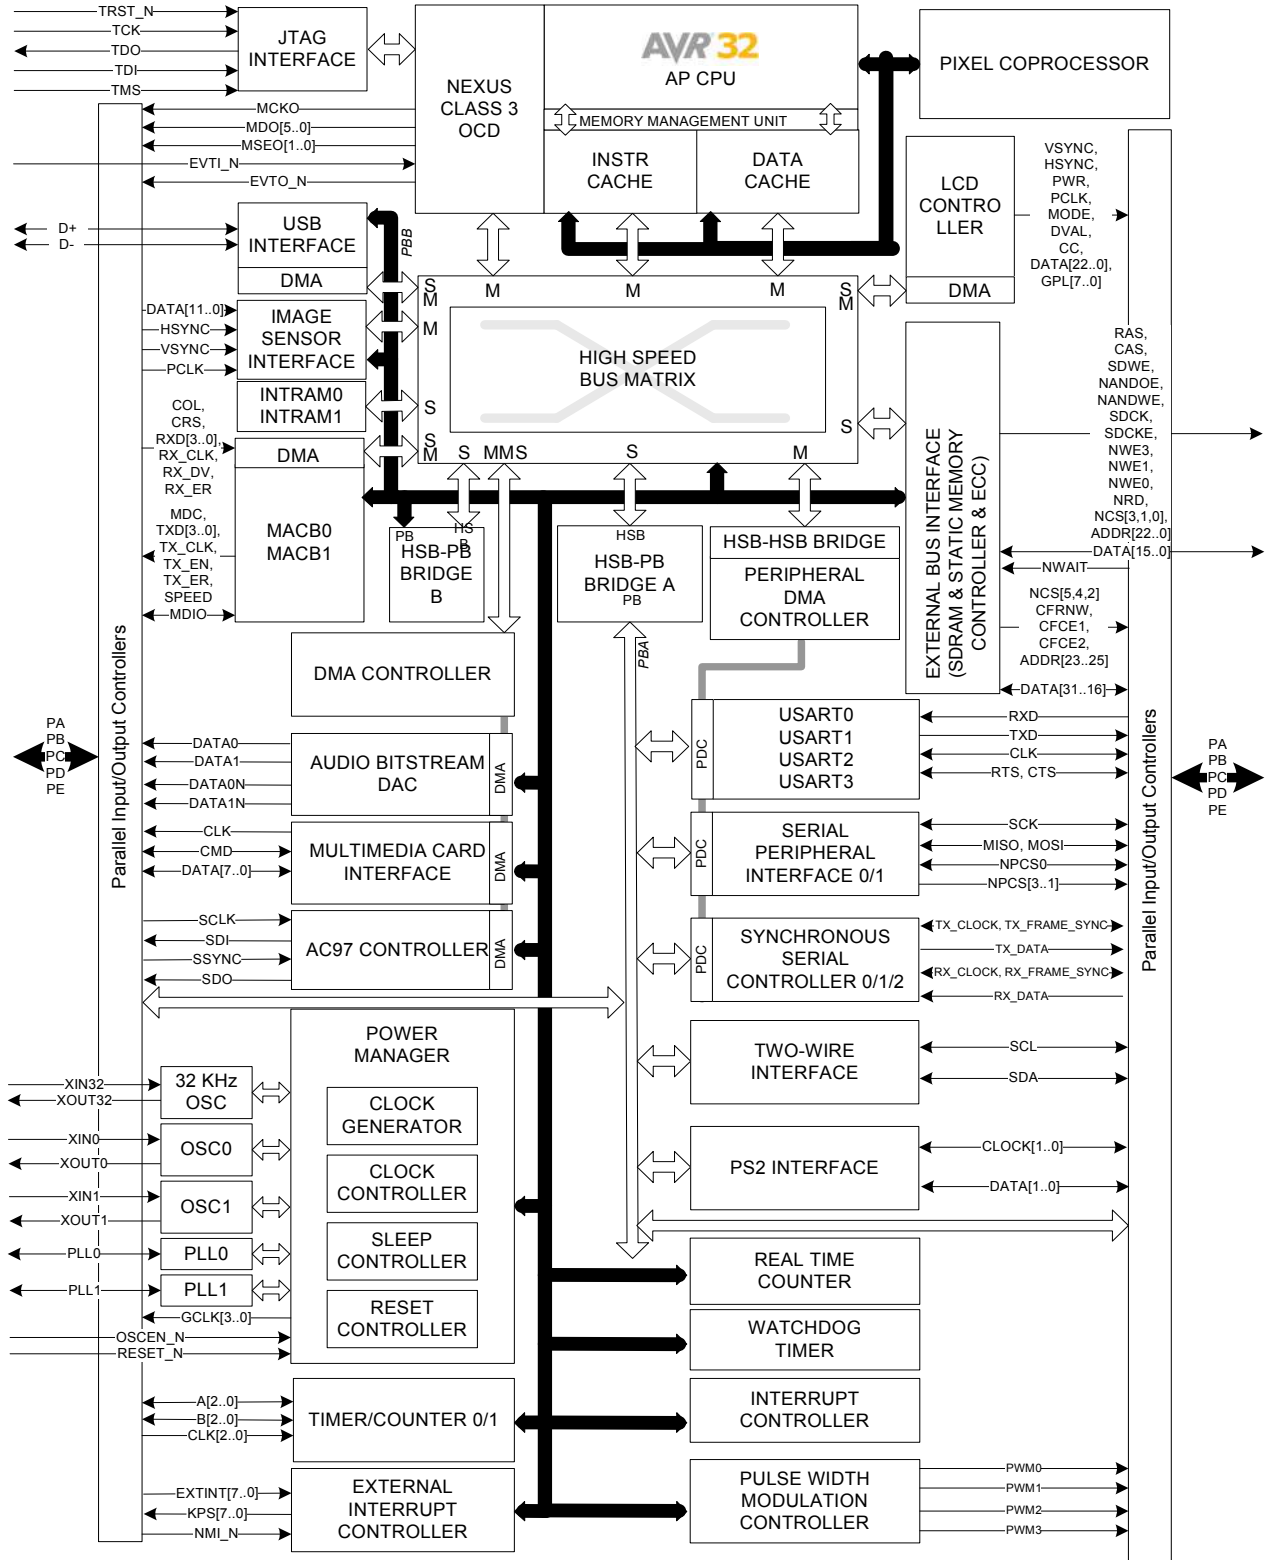 TRST_N
TCK
TDO
TDI
TMS
JTAG
INTERFACE
NEXUS
CLASS 3
OCD
AVR 32
AP CPU
MEMORY MANAGEMENT UNIT
INSTR
CACHE
DATA
CACHE
PIXEL COPROCESSOR
MCKO
MDO[5..0]
MSEO[1..0]
EVTI_N
EVTO_N
LCD
CONTRO
LLER
DMA
VSYNC,
HSYNC,
PWR,
PCLK,
MODE,
DVAL,
CC,
DATA[22..0],
GPL[7..0]
D+
D-
USB
INTERFACE
DMA
PBB
S
M
M
M
M
S
M
DATA[11..0]
HSYNC
VSYNC
PCLK
IMAGE
SENSOR
INTERFACE
M
HIGH SPEED
BUS MATRIX
INTRAM0
INTRAM1
S
S
COL,
CRS,
RXD[3..0],
RX_CLK,
RX_DV,
RX_ER
DMA
S
M
S
MMS
S
M
MACB0
MACB1
MDC,
TXD[3..0],
TX_CLK,
TX_EN,
TX_ER,
SPEED
MDIO
PB
HS
B
HSB-PB
BRIDGE
B
HSB
HSB-PB
BRIDGE A
PB
HSB-HSB BRIDGE
PERIPHERAL
DMA
CONTROLLER
EXTERNAL BUS INTERFACE
(SDRAM & STATIC MEMORY
CONTROLLER & ECC)
RAS,
CAS,
SDWE,
NANDOE,
NANDWE,
SDCK,
SDCKE,
NWE3,
NWE1,
NWE0,
NRD,
NCS[3,1,0],
ADDR[22..0]
DATA[15..0]
NWAIT
NCS[5,4,2]
CFRNW,
CFCE1,
CFCE2,
ADDR[23..25]
DATA[31..16]
Parallel Input/Output Controllers
PA
PB
PC
PD
PE
DMA CONTROLLER
PBA
DATA0
DATA1
DATA0N
DATA1N
AUDIO BITSTREAM
DAC
DMA
CLK
CMD
DATA[7..0]
MULTIMEDIA CARD
INTERFACE
DMA
SCLK
SDI
SSYNC
SDO
AC97 CONTROLLER
DMA
PDC
USART0
USART1
USART2
USART3
RXD
TXD
CLK
RTS, CTS
PDC
SERIAL
PERIPHERAL
INTERFACE 0/1
SCK
MISO, MOSI
NPCS0
NPCS[3..1]
PDC
SYNCHRONOUS
SERIAL
CONTROLLER 0/1/2
TX_CLOCK, TX_FRAME_SYNC
TX_DATA
RX_CLOCK, RX_FRAME_SYNC
RX_DATA
Parallel Input/Output Controllers
PA
PB
PC
PD
PE
POWER
MANAGER
CLOCK
GENERATOR
CLOCK
CONTROLLER
SLEEP
CONTROLLER
RESET
CONTROLLER
XIN32
XOUT32
32 KHz
OSC
XIN0
XOUT0
OSC0
XIN1
XOUT1
OSC1
PLL0
PLL0
PLL1
PLL1
GCLK[3..0]
OSCEN_N
RESET_N
TWO-WIRE
INTERFACE
SCL
SDA
PS2 INTERFACE
CLOCK[1..0]
DATA[1..0]
REAL TIME
COUNTER
WATCHDOG
TIMER
A[2..0]
B[2..0]
CLK[2..0]
TIMER/COUNTER 0/1
INTERRUPT
CONTROLLER
EXTINT[7..0]
KPS[7..0]
NMI_N
EXTERNAL
INTERRUPT
CONTROLLER
PULSE WIDTH
MODULATION
CONTROLLER
PWM0
PWM1
PWM2
PWM3